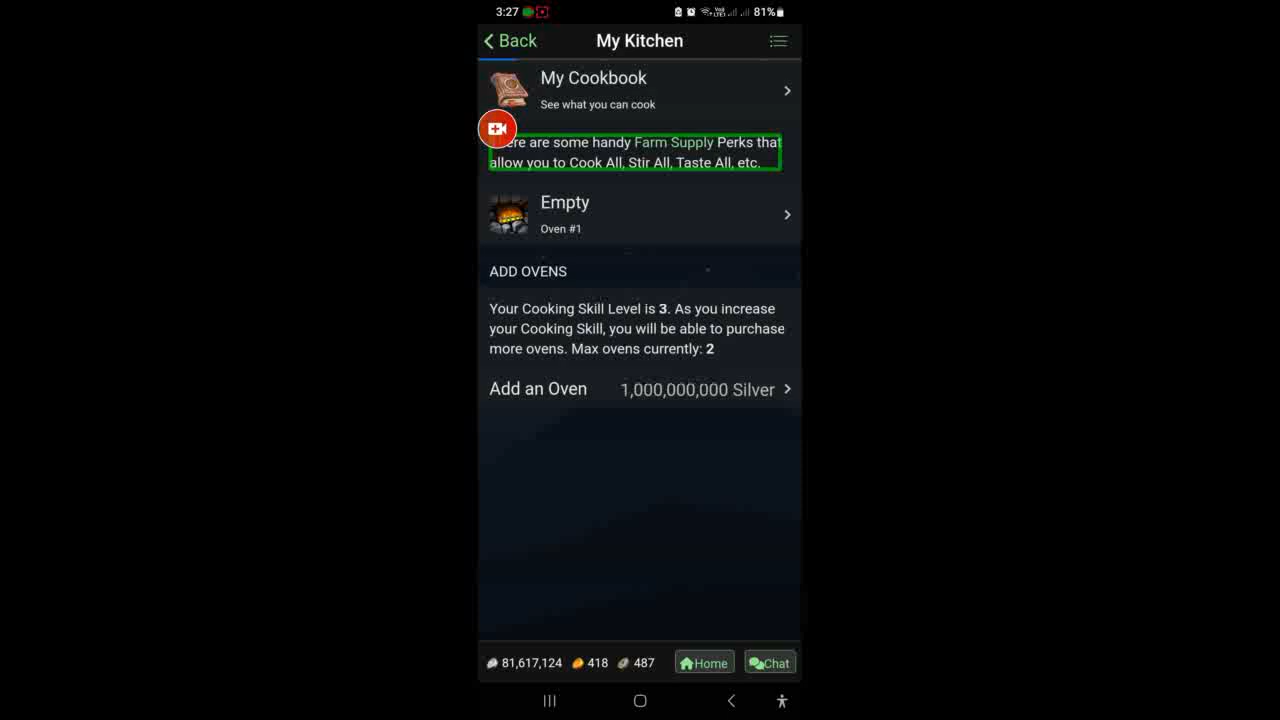 3:27 81%
Back My Kitchen
My Cookbook
See what you can cook
are some handy Farm Supply Perks that
allow you to Cook All, Stir All, Taste All, etc.
Empty
Oven #1
ADD OVENS
Your Cooking Skill Level is 3. As you increase
your Cooking Skill, you will be able to purchase
more ovens. Max ovens currently: 2
Add an Oven 1,000,000,000 Silver
81,617,124 418 487 Home Chat